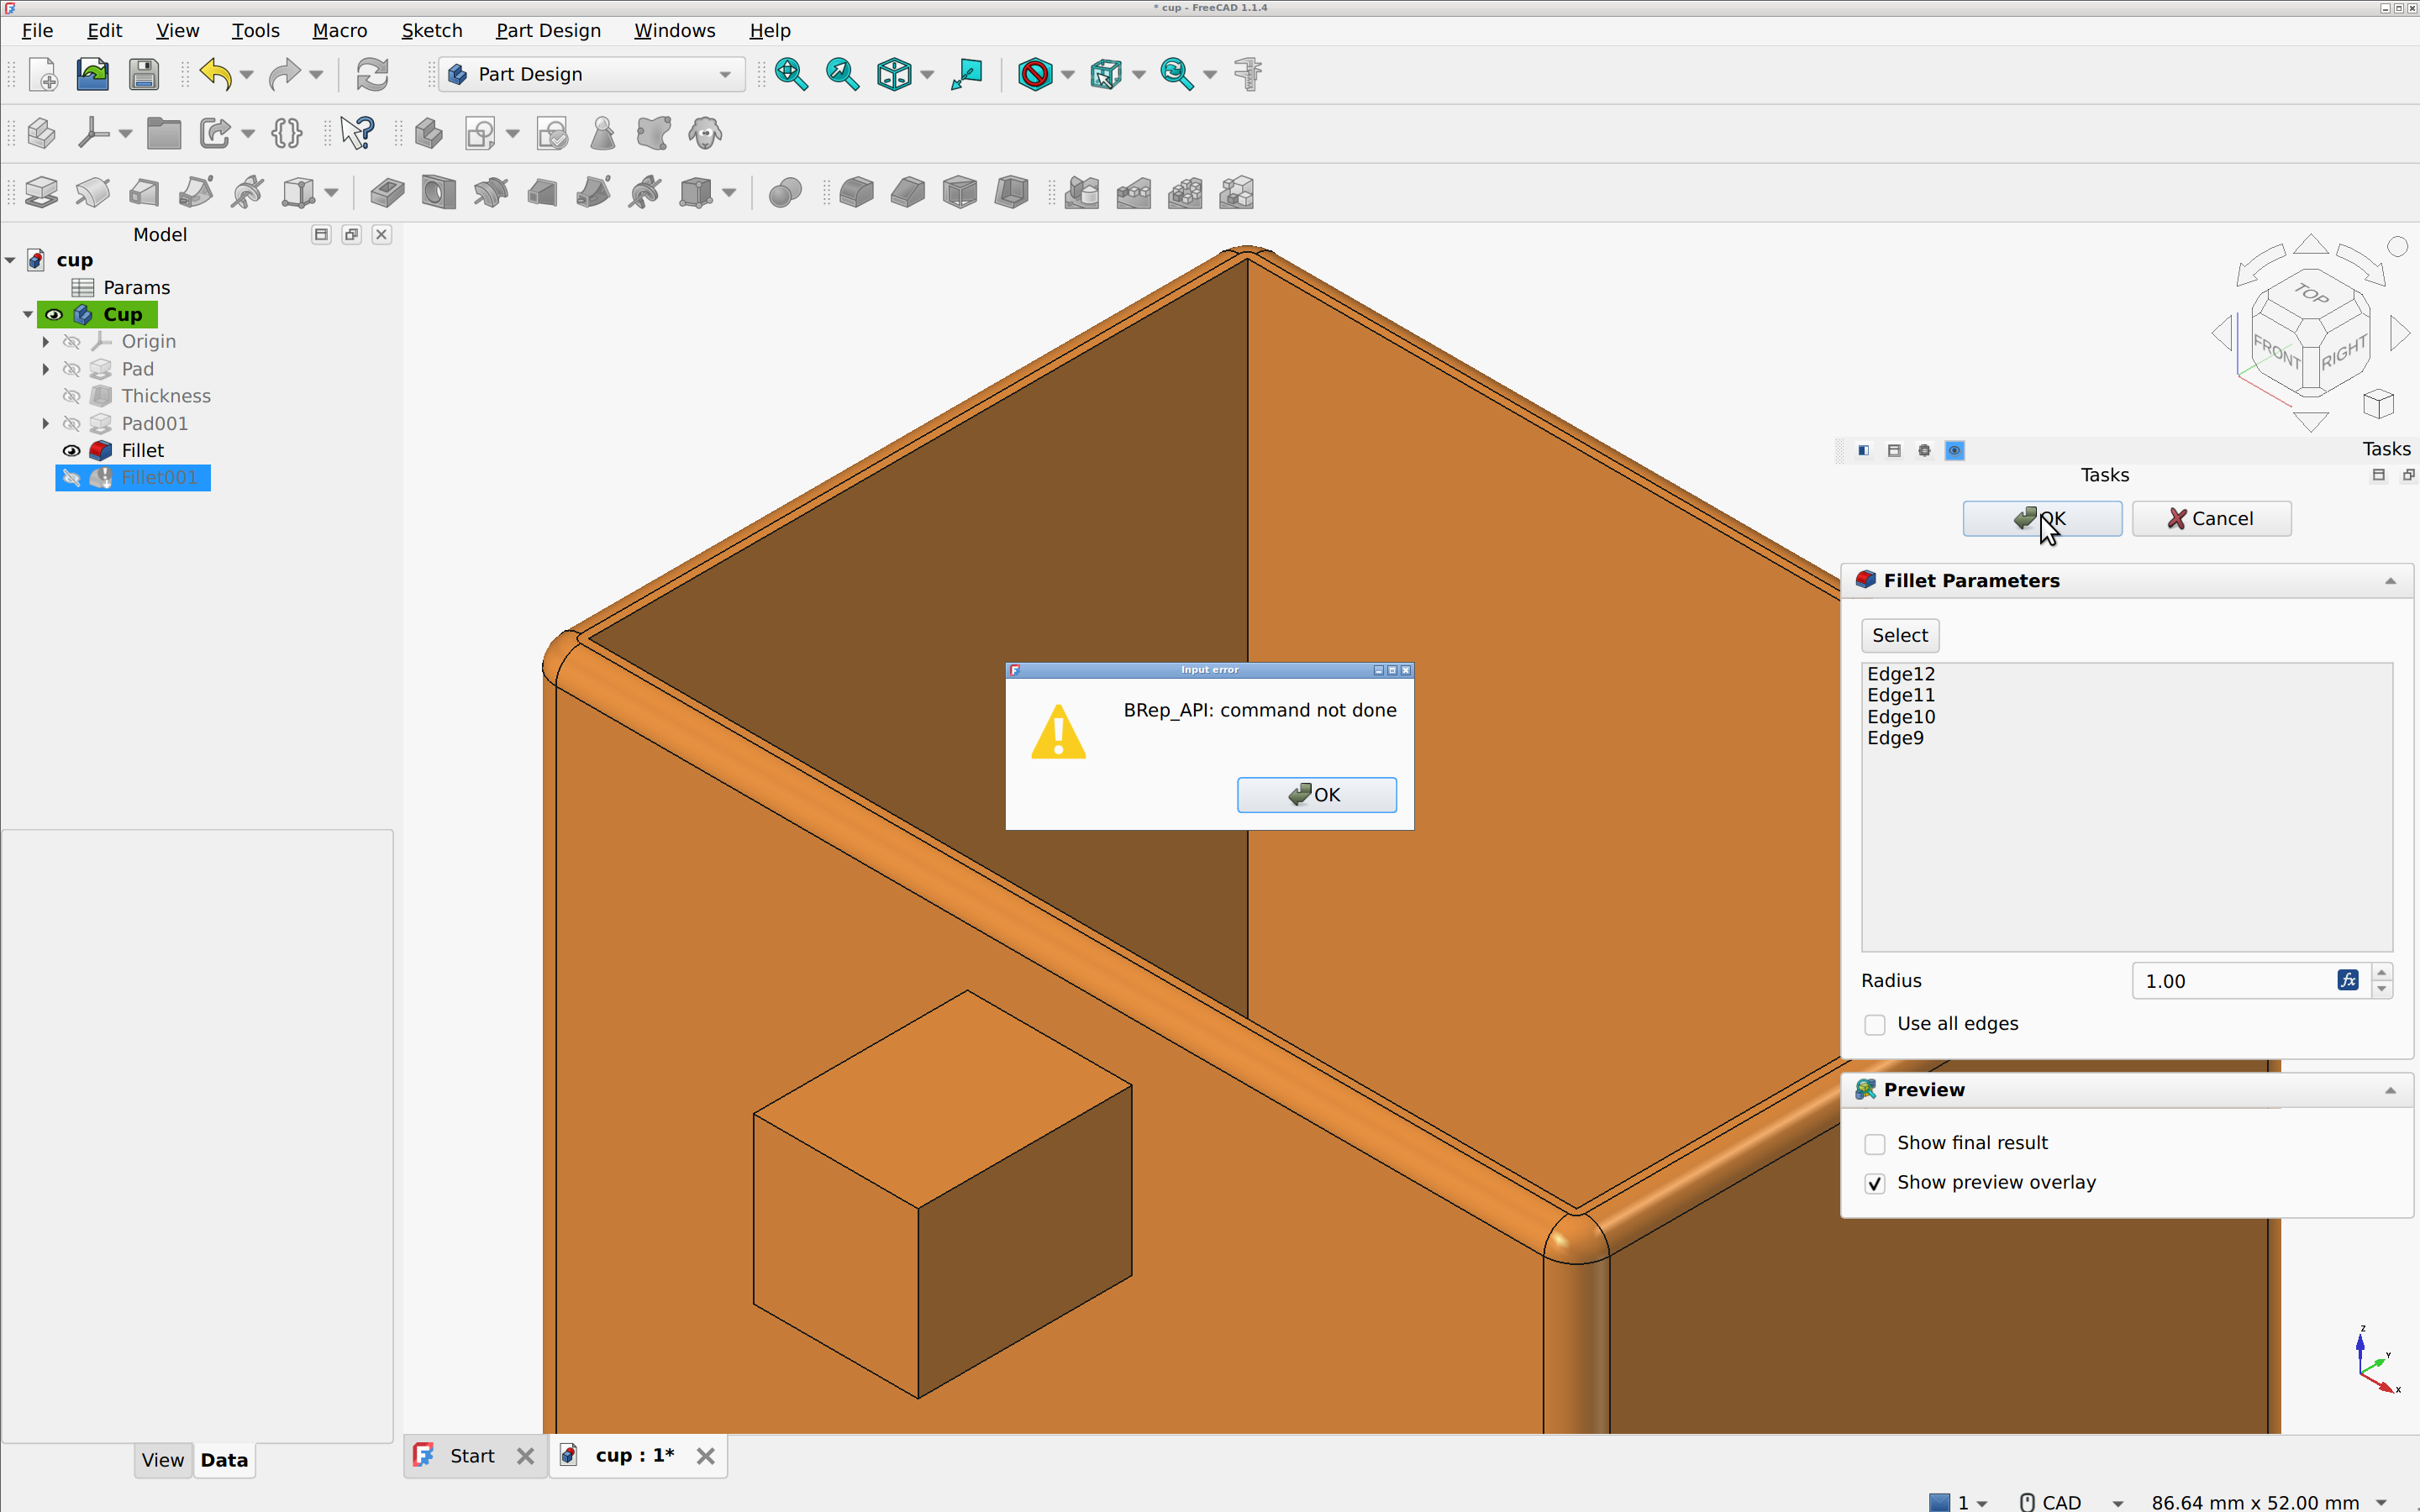 * cup - FreeCAD 1.1.4
File Edit View Tools Macro Sketch Part Design Windows Help
Part Design
Model
cup
Params
Cup
Origin
Pad
Thickness
Pad001
Fillet
Fillet001
View Data
TOP
FRONT
RIGHT
Tasks
Tasks
OK Cancel
Fillet Parameters
Select
Edge12
Edge11
Edge10
Edge9
Radius 1.00
Use all edges
Preview
Show final result
Show preview overlay
Input error
BRep_API: command not done
OK
Z
Y
X
Start cup : 1*
1 CAD 86.64 mm x 52.00 mm